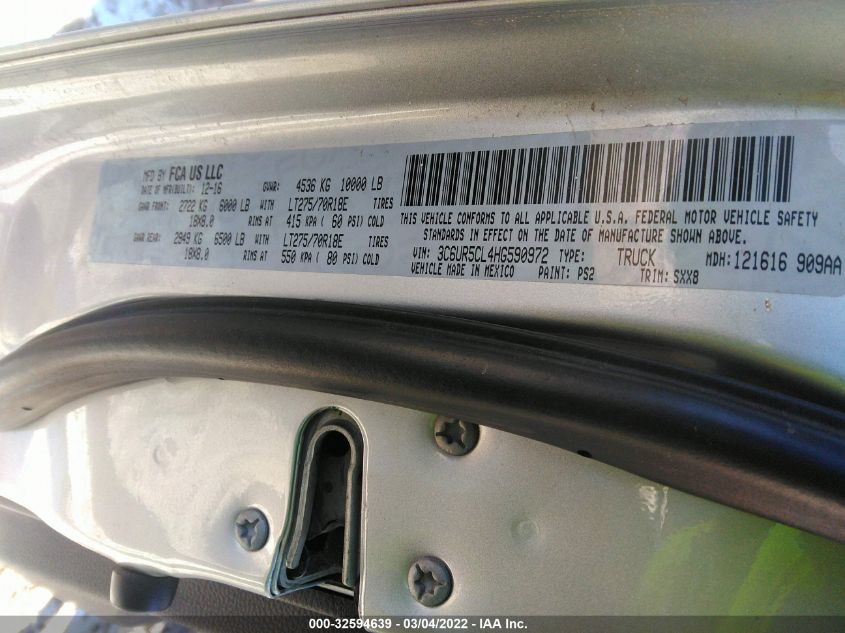 MFD BY FCA US LLC
DATE OF MFR(BUILT): 12-16 GVWR: 4536 KG 10000 LB
GAWR FRONT: 2722 KG 6000 LB WITH LT275/70R18E TIRES
18X8.0 RIMS AT 415 KPA ( 60 PSI) COLD
GAWR REAR: 2949 KG 6500 LB WITH LT275/70R18E TIRES
18X8.0 RIMS AT 550 KPA ( 80 PSI) COLD
THIS VEHICLE CONFORMS TO ALL APPLICABLE U.S.A. FEDERAL MOTOR VEHICLE SAFETY
STANDARDS IN EFFECT ON THE DATE OF MANUFACTURE SHOWN ABOVE.
VIN: 3C6UR5CL4HG590972 TYPE: TRUCK MDH:121616 909AA
VEHICLE MADE IN MEXICO PAINT: PS2 TRIM: SXX8
000-32594639 - 03/04/2022 - IAA Inc.